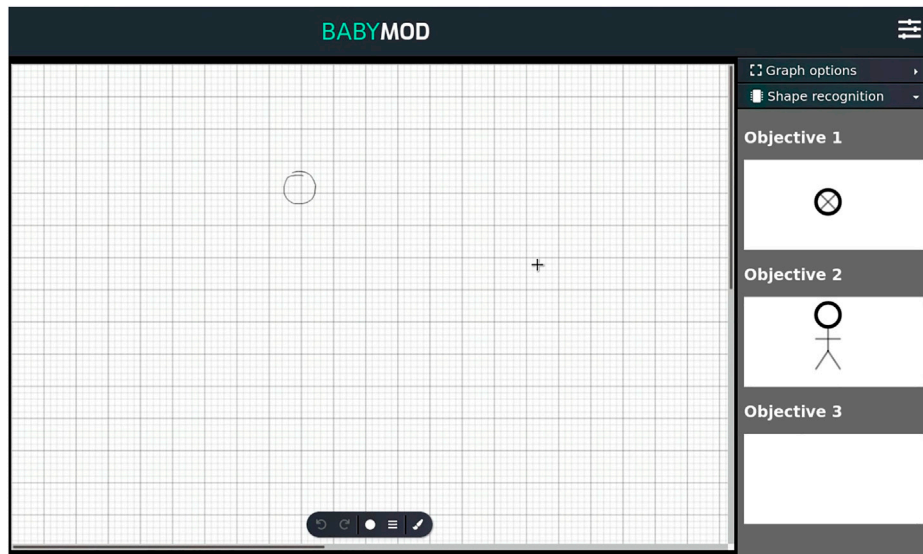 BABYMOD
Graph options
Shape recognition
Objective 1
Objective 2
Objective 3